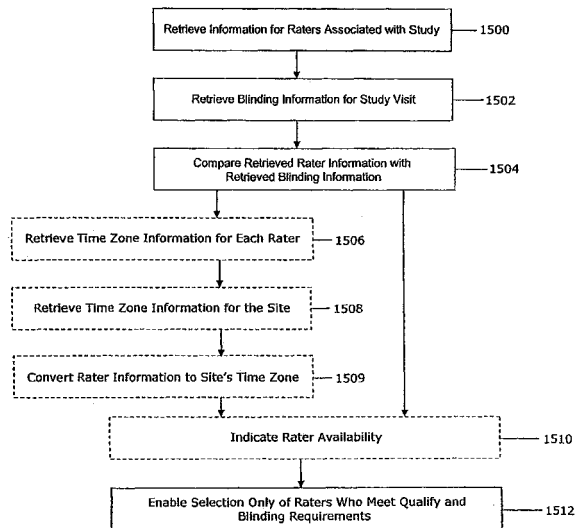 Retrieve Information for Raters Associated with Study
1500
Retrieve Blinding Information for Study Visit
1502
Compare Retrieved Rater Information with
Retrieved Blinding Information
1504
Retrieve Time Zone Information for Each Rater
1506
Retrieve Time Zone Information for the Site
1508
Convert Rater Information to Site's Time Zone
1509
Indicate Rater Availability
1510
Enable Selection Only of Raters Who Meet Qualify and
Blinding Requirements
1512